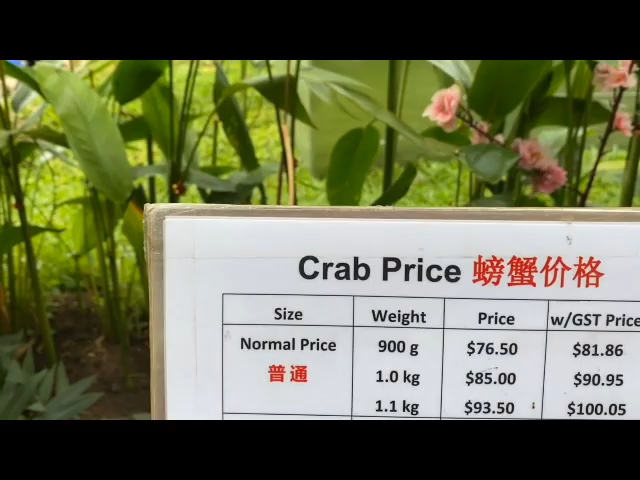 Crab Price 螃蟹价格
Size Weight Price w/GST Price
Normal Price 900 g $76.50 $81.86
普通 1.0 kg $85.00 $90.95
1.1 kg $93.50 $100.05